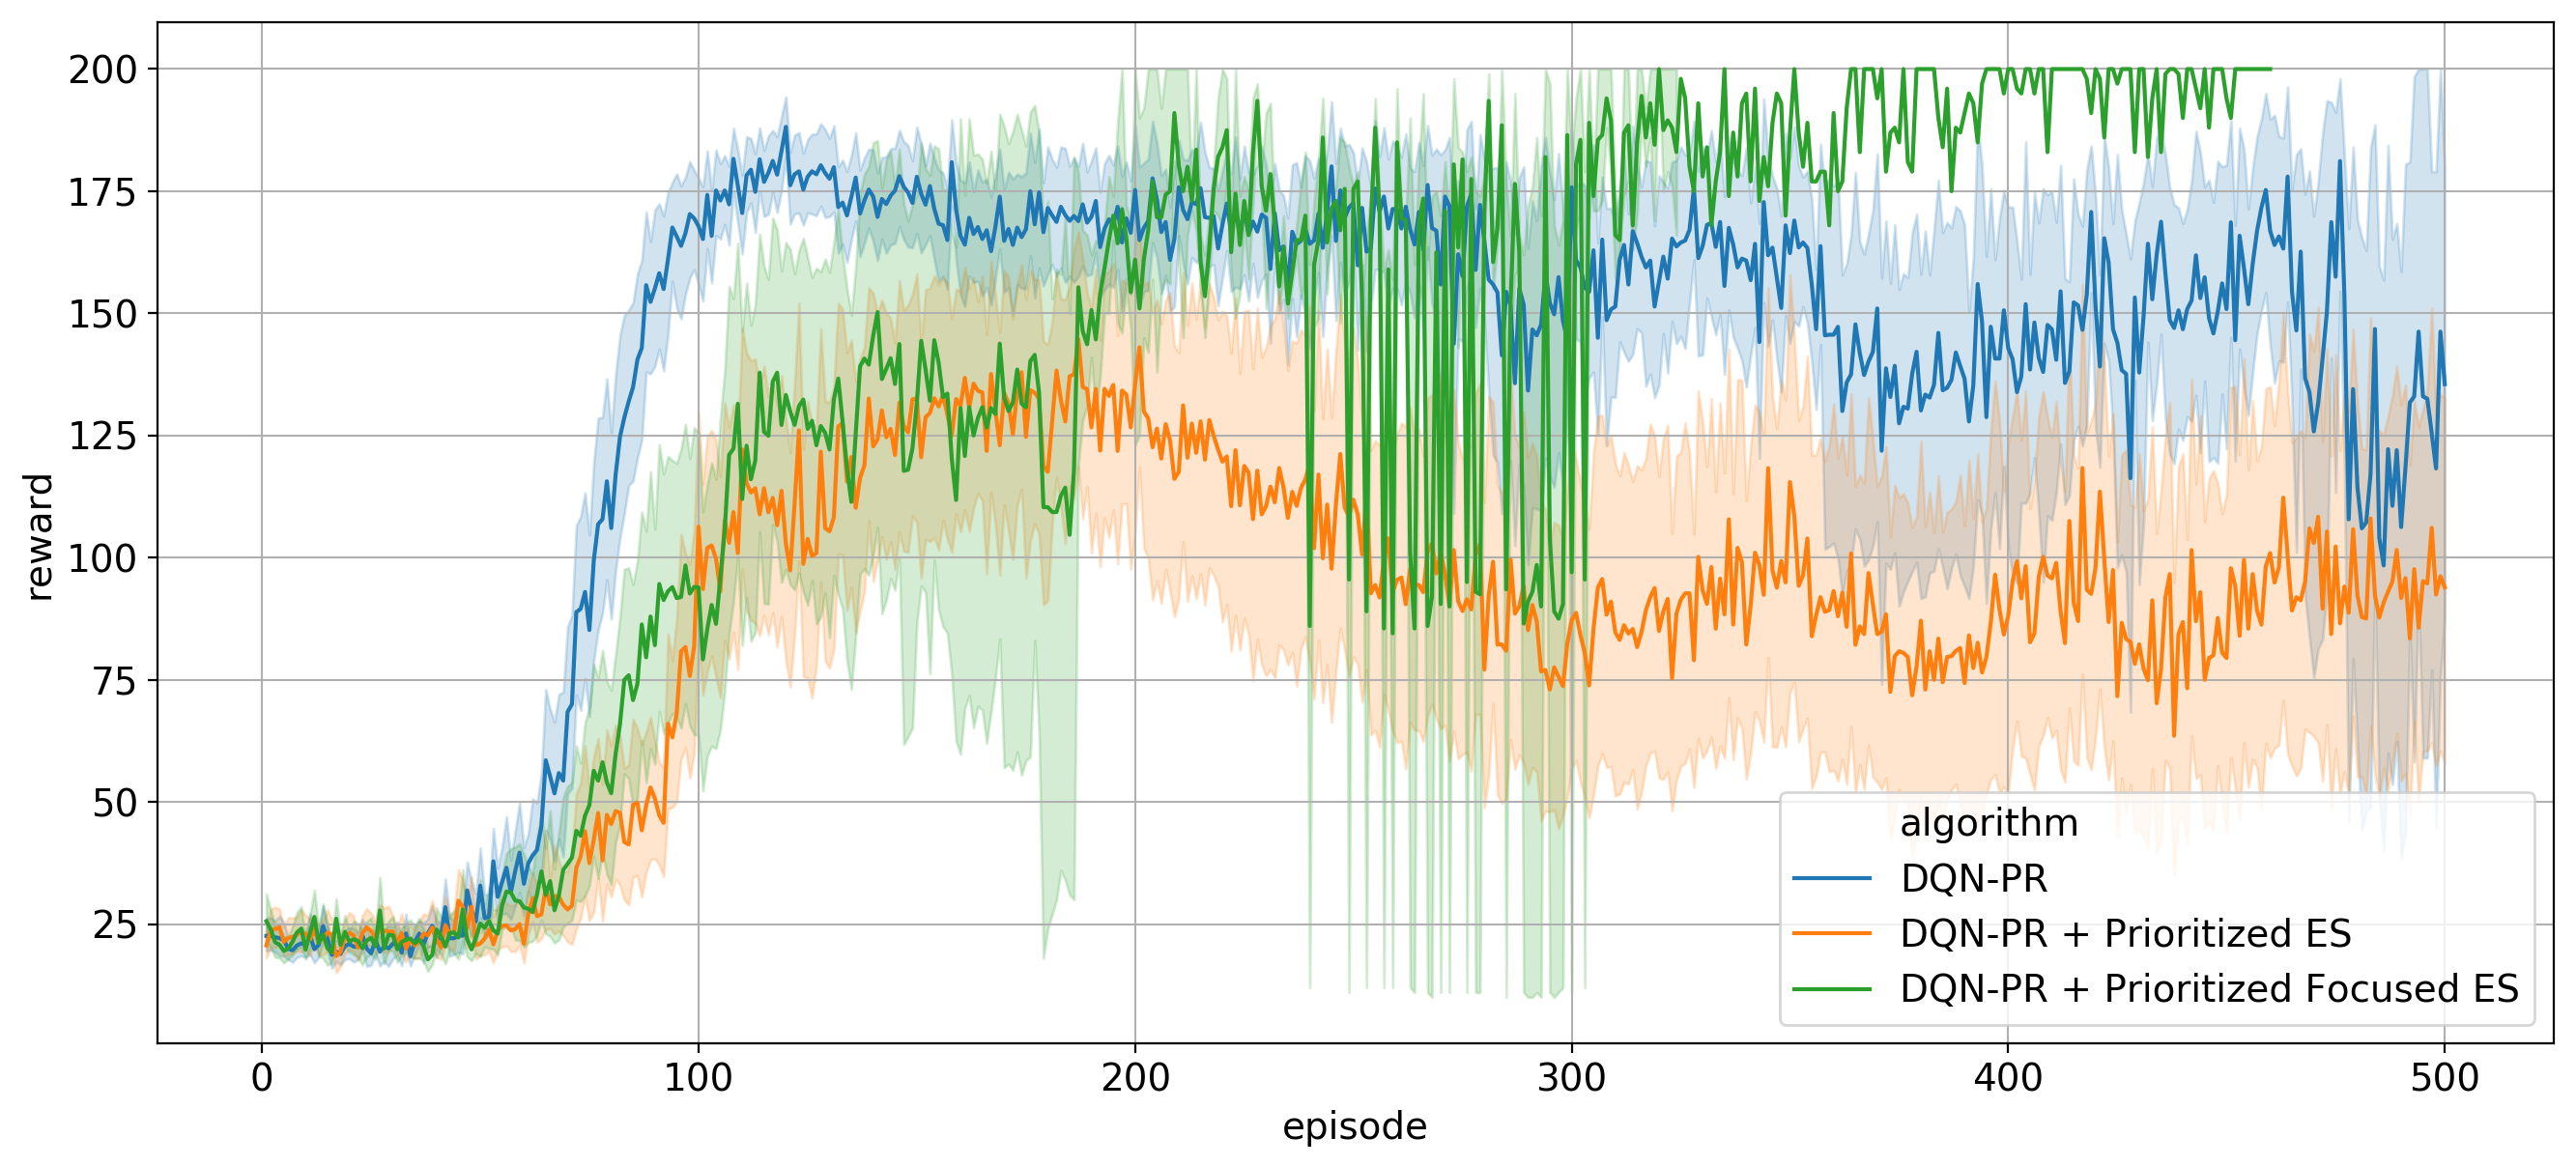 200
175
150
125
100
75
50
25
reward
0 100 200 300 400 500
episode
algorithm
DQN-PR
DQN-PR + Prioritized ES
DQN-PR + Prioritized Focused ES